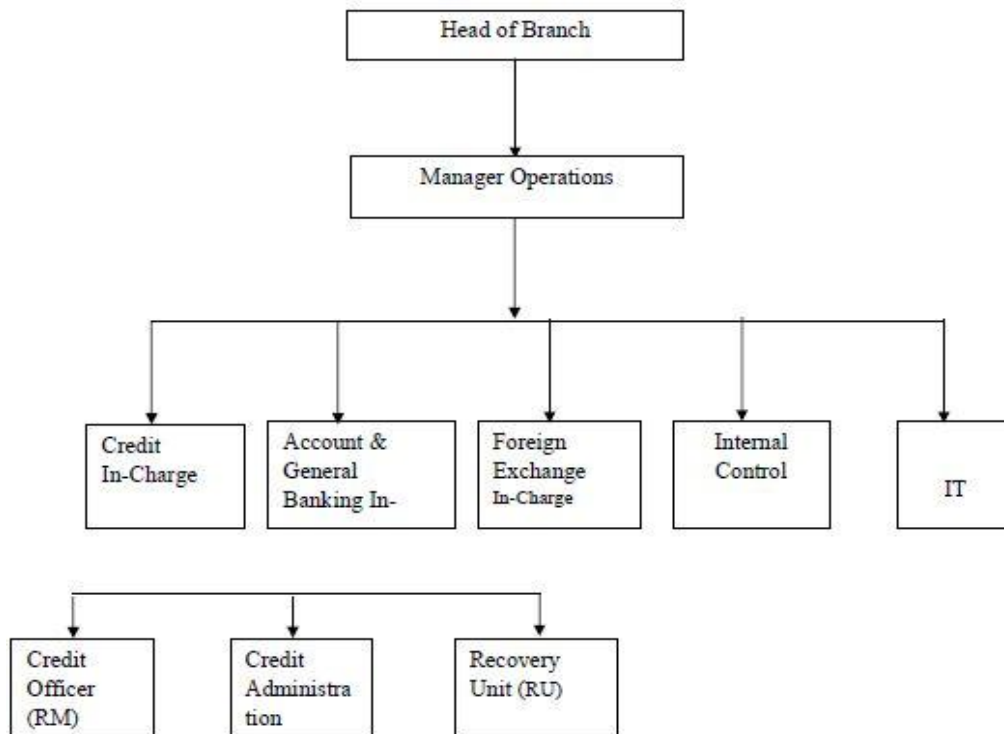 Head of Branch
Manager Operations
Credit
In-Charge
Account &
General
Banking In-
Foreign
Exchange
In-Charge
Internal
Control
IT
Credit
Officer
(RM)
Credit
Administra
tion
Recovery
Unit (RU)